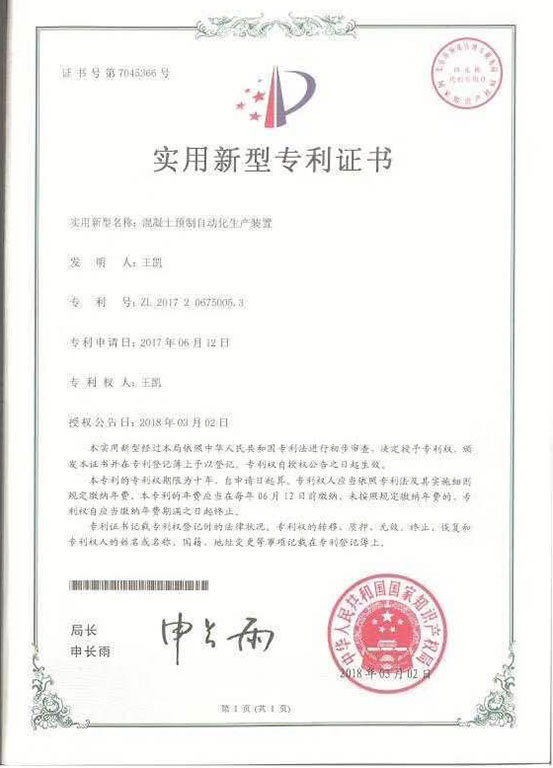 证书号第7045366号
实用新型专利证书
实用新型名称：混凝土预制自动化生产装置
发明人：王凯
专利号：ZL 2017 2 0675005.3
专利申请日：2017年06月12日
专利权人：王凯
授权公告日：2018年03月02日
本实用新型经过本局依照中华人民共和国专利法进行初步审查，决定授予专利权，颁
发本证书并在专利登记簿上予以登记。专利权自授权公告之日起生效。
本专利的专利权期限为十年，自申请日起算。专利权人应当依照专利法及其实施细则
规定缴纳年费。本专利的年费应当在每年06月12日前缴纳。未按照规定缴纳年费的，专
利权自应当缴纳年费期满之日起终止。
专利证书记载专利权登记时的法律状况。专利权的转移、质押、无效、终止、恢复和
专利权人的姓名或名称、国籍、地址变更等事项记载在专利登记簿上。
局长
申长雨
申长雨
中华人民共和国国家知识产权局
2018年03月02日
第1页（共1页）